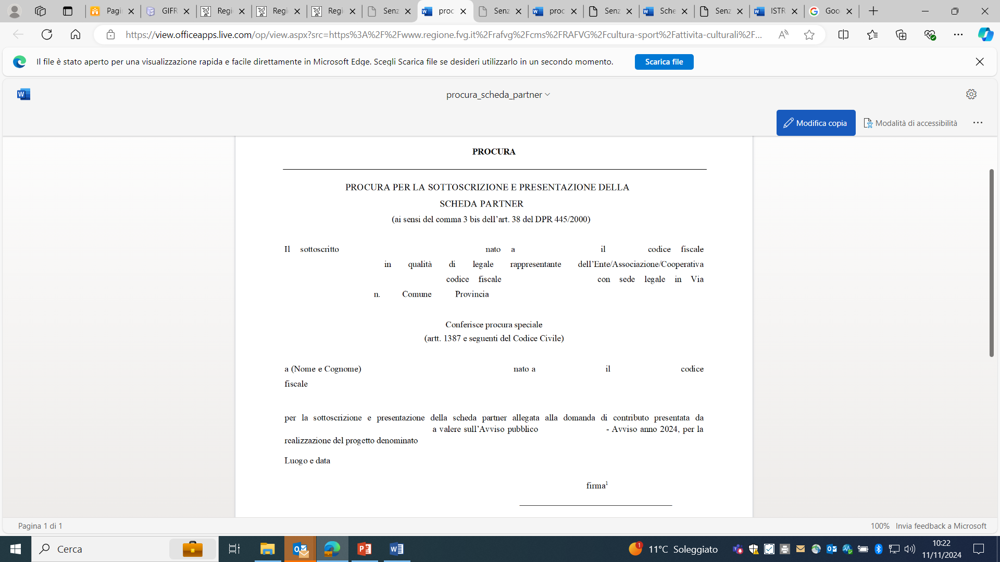 Pagin
GIFR
Regio
Regio
Regio
Senz
proc
Senz
proc
Senz
Sche
Senz
ISTR
Goo
https://view.officeapps.live.com/op/view.aspx?src=https%3A%2F%2Fwww.regione.fvg.it%2Frafvg%2Fcms%2FRAFVG%2Fcultura-sport%2Fattivita-culturali%2F...
Il file è stato aperto per una visualizzazione rapida e facile direttamente in Microsoft Edge. Scegli Scarica file se desideri utilizzarlo in un secondo momento.
Scarica file
procura_scheda_partner
Modifica copia
Modalità di accessibilità
PROCURA
PROCURA PER LA SOTTOSCRIZIONE E PRESENTAZIONE DELLA
SCHEDA PARTNER
(ai sensi del comma 3 bis dell’art. 38 del DPR 445/2000)
Il sottoscritto nato a il codice fiscale
in qualità di legale rappresentante dell’Ente/Associazione/Cooperativa
codice fiscale con sede legale in Via
n. Comune Provincia
Conferisce procura speciale
(artt. 1387 e seguenti del Codice Civile)
a (Nome e Cognome) nato a il codice
fiscale
per la sottoscrizione e presentazione della scheda partner allegata alla domanda di contributo presentata da
a valere sull’Avviso pubblico - Avviso anno 2024, per la
realizzazione del progetto denominato
Luogo e data
firma1
Pagina 1 di 1
100% Invia feedback a Microsoft
Cerca
1
11°C Soleggiato
10:22
11/11/2024